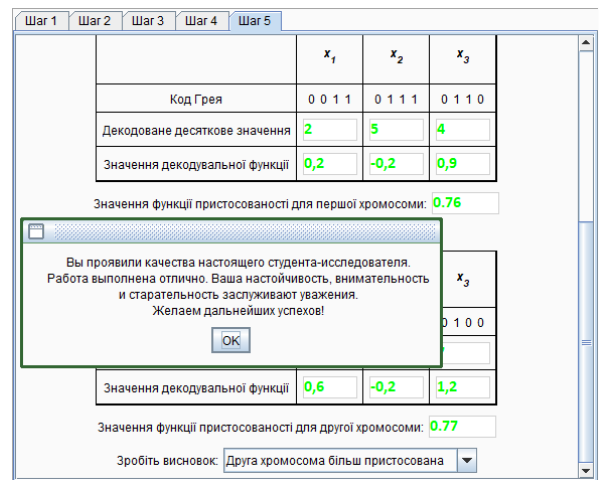 Шаг 1 Шаг 2 Шаг 3 Шаг 4 Шаг 5
x1 x2 x3
Код Грея 0 0 1 1 0 1 1 1 0 1 1 0
Декодоване десяткове значення 2 5 4
Значення декодувальної функції 0,2 -0,2 0,9
Значення функції пристосованості для першої хромосоми: 0.76
Вы проявили качества настоящего студента-исследователя.
Работа выполнена отлично. Ваша настойчивость, внимательность
и старательность заслуживают уважения.
Желаем дальнейших успехов!
OK
x3
0 1 0 0
Значення декодувальної функції 0,6 -0,2 1,2
Значення функції пристосованості для другої хромосоми: 0.77
Зробіть висновок: Друга хромосома більш пристосована